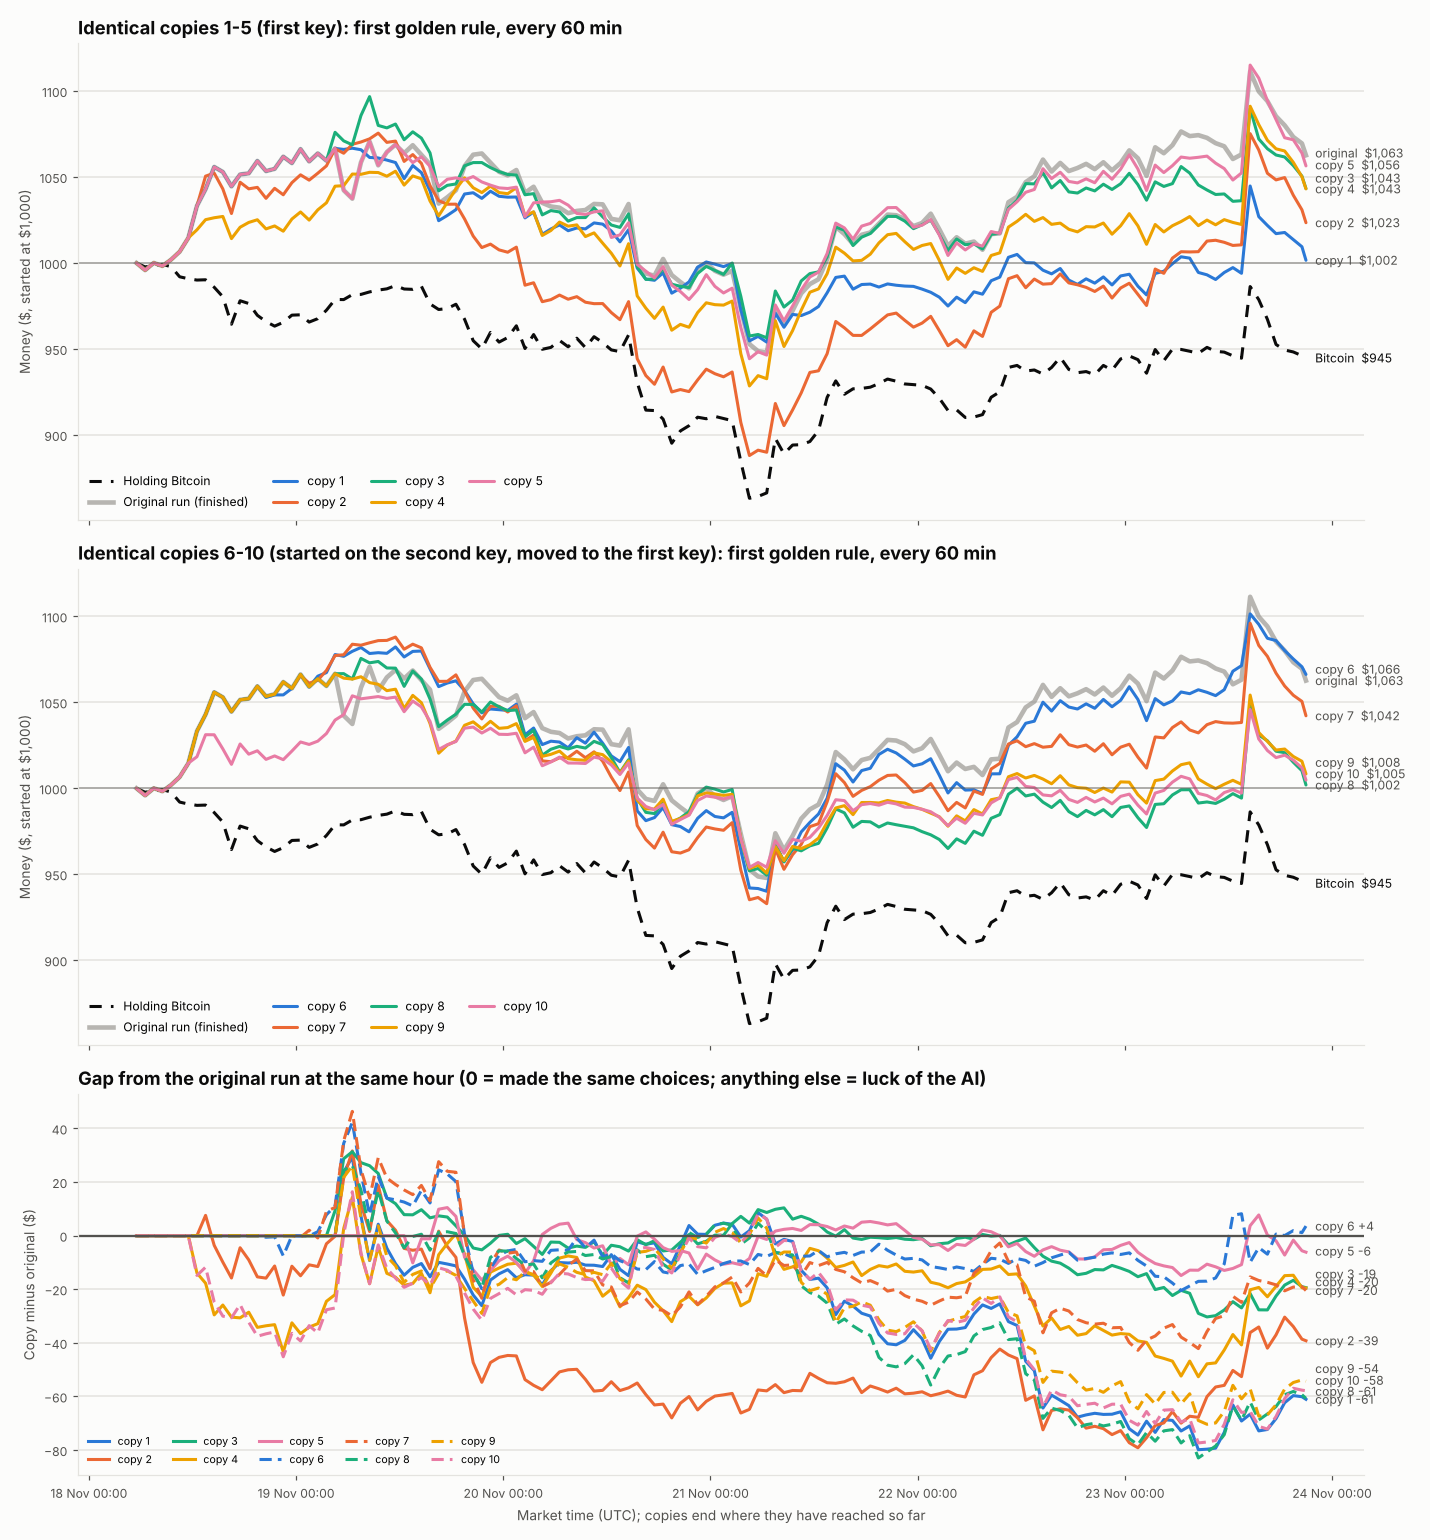 Identical copies 1-5 (first key): first golden rule, every 60 min
Money ($, started at $1,000)
1100
1050
1000
950
900
original $1,063
copy 5 $1,056
copy 3 $1,043
copy 4 $1,043
copy 2 $1,023
copy 1 $1,002
Bitcoin $945
Holding Bitcoin
copy 1
copy 3
copy 5
Original run (finished)
copy 2
copy 4
Identical copies 6-10 (started on the second key, moved to the first key): first golden rule, every 60 min
Money ($, started at $1,000)
1100
1050
1000
950
900
copy 6 $1,066
original $1,063
copy 7 $1,042
copy 9 $1,008
copy 10 $1,005
copy 8 $1,002
Bitcoin $945
Holding Bitcoin
copy 6
copy 8
copy 10
Original run (finished)
copy 7
copy 9
Gap from the original run at the same hour (0 = made the same choices; anything else = luck of the AI)
Copy minus original ($)
40
20
0
−20
−40
−60
−80
copy 6 +4
copy 5 -6
copy 3 -19
copy 4 -20
copy 7 -20
copy 2 -39
copy 9 -54
copy 10 -58
copy 8 -61
copy 1 -61
copy 1
copy 3
copy 5
copy 7
copy 9
copy 2
copy 4
copy 6
copy 8
copy 10
18 Nov 00:00
19 Nov 00:00
20 Nov 00:00
21 Nov 00:00
22 Nov 00:00
23 Nov 00:00
24 Nov 00:00
Market time (UTC); copies end where they have reached so far